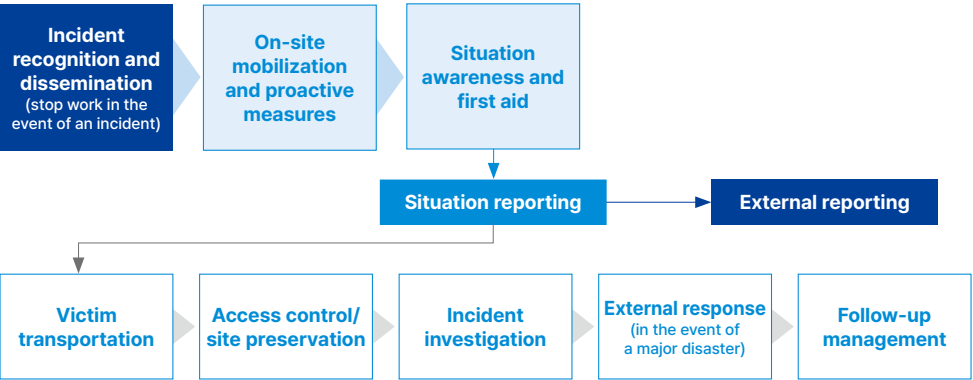 Incident
recognition and
dissemination
(stop work in the
event of an incident)
On-site
mobilization
and proactive
measures
Situation
awareness and
first aid
Situation reporting
External reporting
Victim
transportation
Access control/
site preservation
Incident
investigation
External response
(in the event of
a major disaster)
Follow-up
management